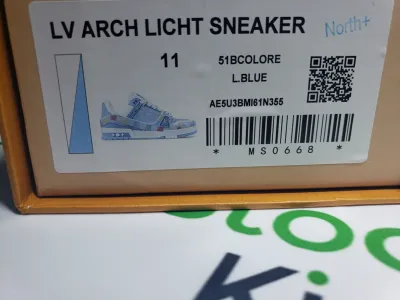 LV ARCH LICHT SNEAKER
North+
11
51BCOLORE
L.BLUE
AE5U3BMI61N355
* MS0668 *